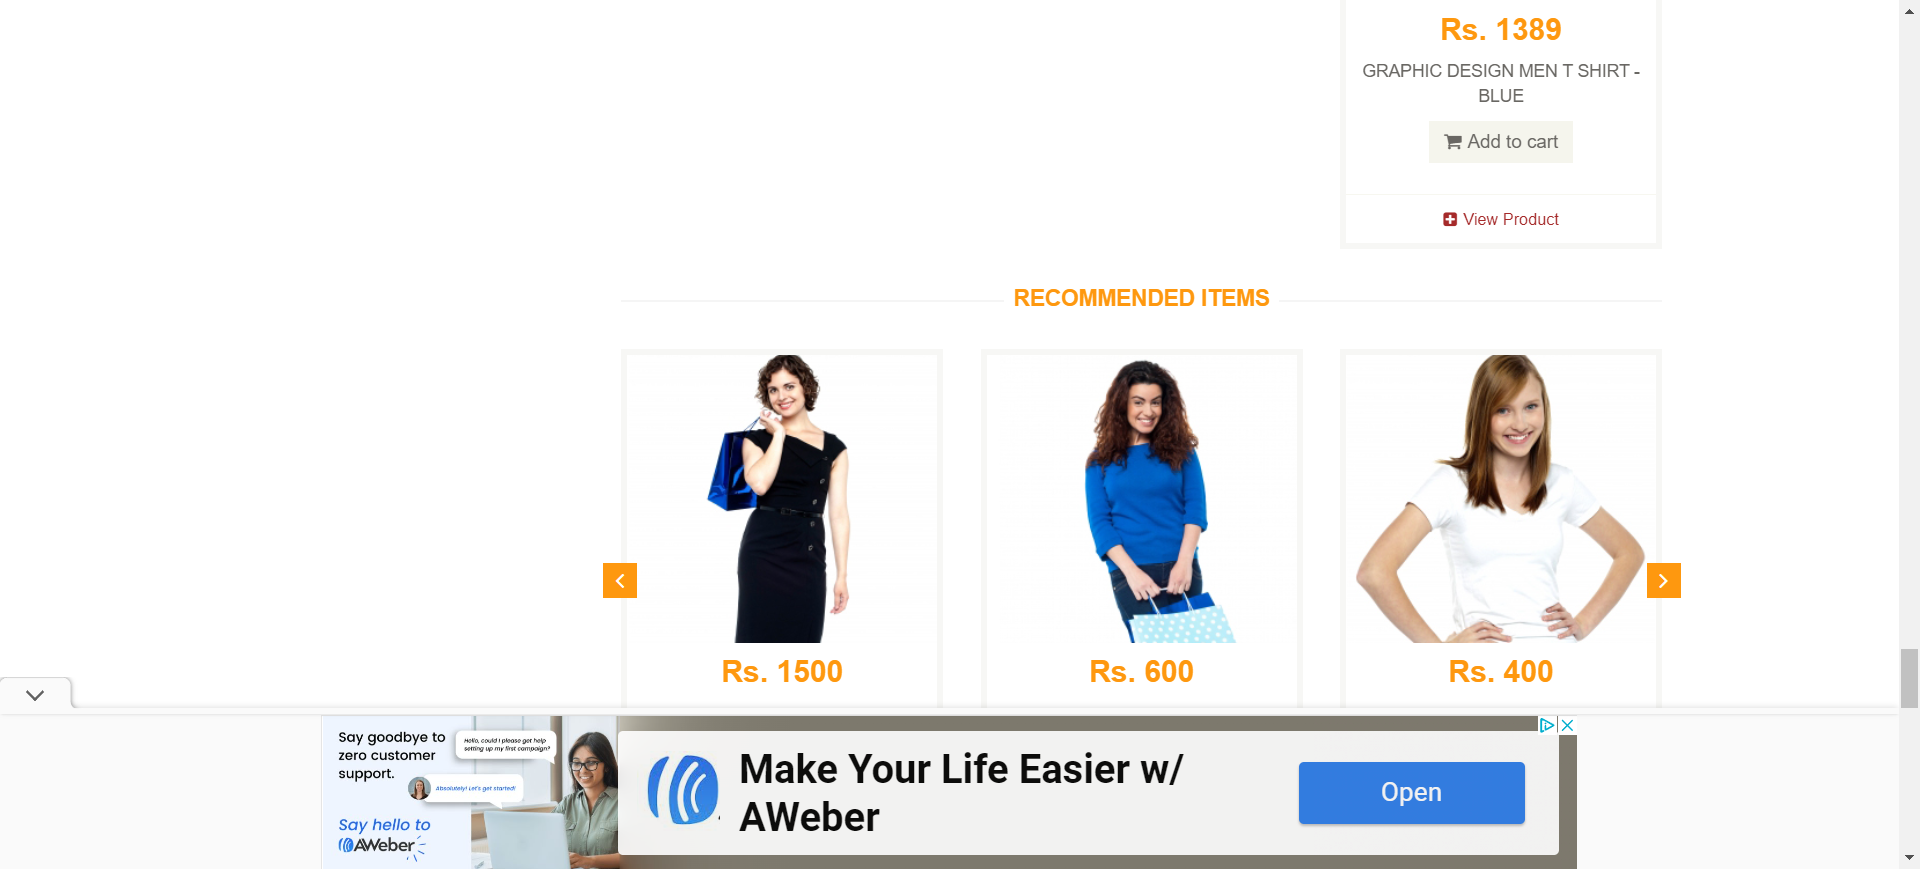 Rs. 1389
GRAPHIC DESIGN MEN T SHIRT -
BLUE
Add to cart
View Product
RECOMMENDED ITEMS
Rs. 1500
Rs. 600
Rs. 400
Say goodbye to
zero customer
support.
Hello, could I please get help
setting up my first campaign?
Absolutely! Let's get started!
Say hello to
AWeber
Make Your Life Easier w/
AWeber
Open